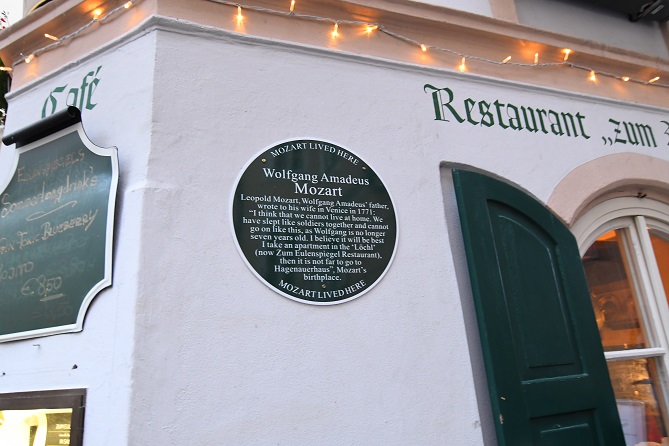 Café
Restaurant „zum
EULENSPIEGELS
€8,50
MOZART LIVED HERE
Wolfgang Amadeus
Mozart
Leopold Mozart, Wolfgang Amadeus' father,
wrote to his wife in Venice in 1771:
"I think that we cannot live at home. We
have slept like soldiers together and cannot
go on like this, as Wolfgang is no longer
seven years old. I believe it will be best
I take an apartment in the 'Löchl'
(now Zum Eulenspiegel Restaurant),
then it is not far to go to
Hagenauerhaus", Mozart's
birthplace.
MOZART LIVED HERE